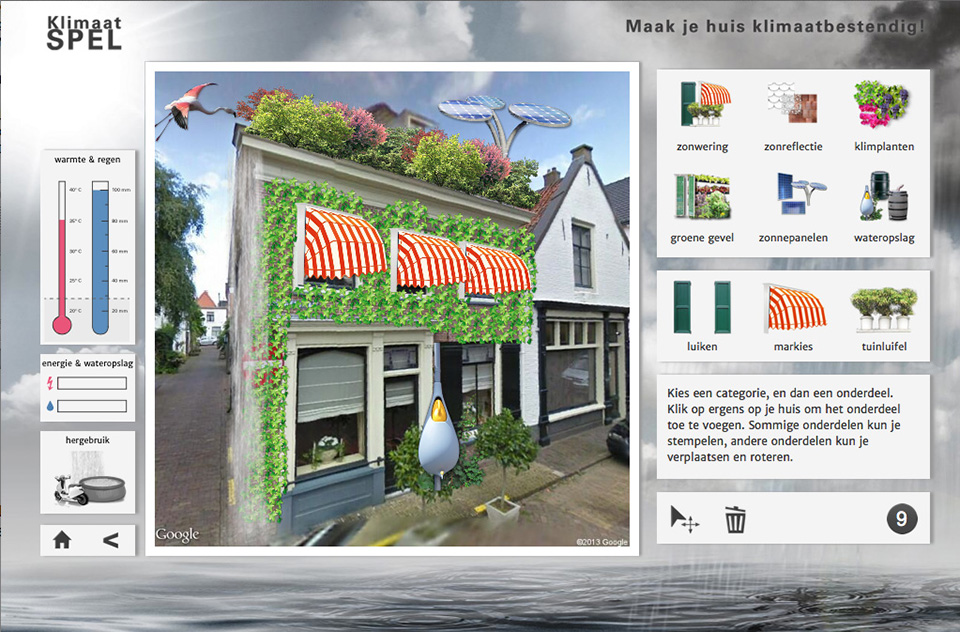 Klimaat
SPEL
Maak je huis klimaatbestendig!
warmte & regen
40° C
100 mm
35° C
80 mm
30° C
60 mm
25° C
40 mm
20° C
20 mm
energie & wateropslag
hergebruik
Google
©2013 Google
zonwering
zonreflectie
klimplanten
groene gevel
zonnepanelen
wateropslag
luiken
markies
tuinluifel
Kies een categorie, en dan een onderdeel.
Klik op ergens op je huis om het onderdeel
toe te voegen. Sommige onderdelen kun je
stempelen, andere onderdelen kun je
verplaatsen en roteren.
9